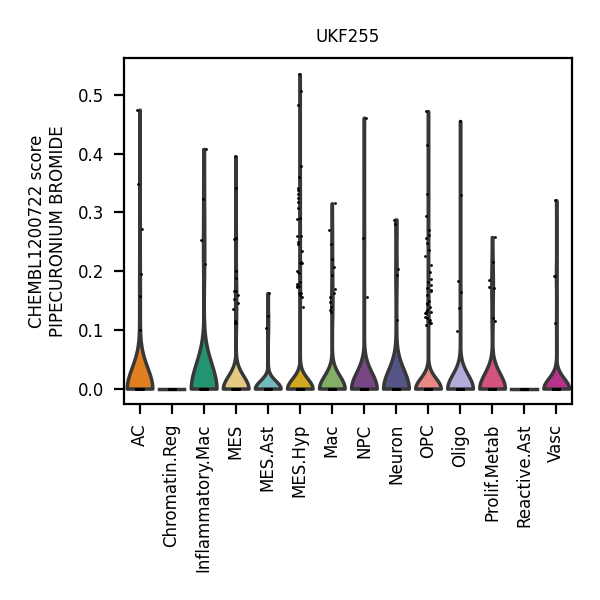 UKF255
CHEMBL1200722 score
PIPECURONIUM BROMIDE
0.5
0.4
0.3
0.2
0.1
0.0
AC
Chromatin.Reg
Inflammatory.Mac
MES
MES.Ast
MES.Hyp
Mac
NPC
Neuron
OPC
Oligo
Prolif.Metab
Reactive.Ast
Vasc